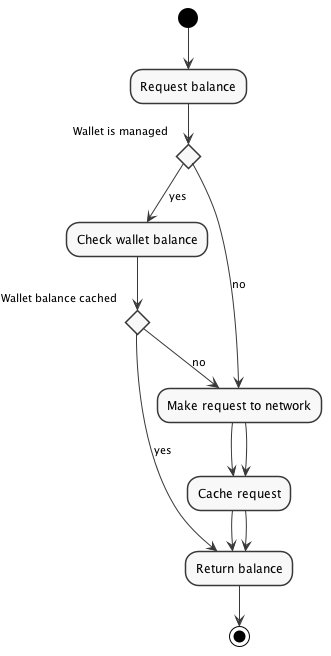 Request balance
Wallet is managed
yes
Check wallet balance
no
Wallet balance cached
no
Make request to network
yes
Cache request
Return balance